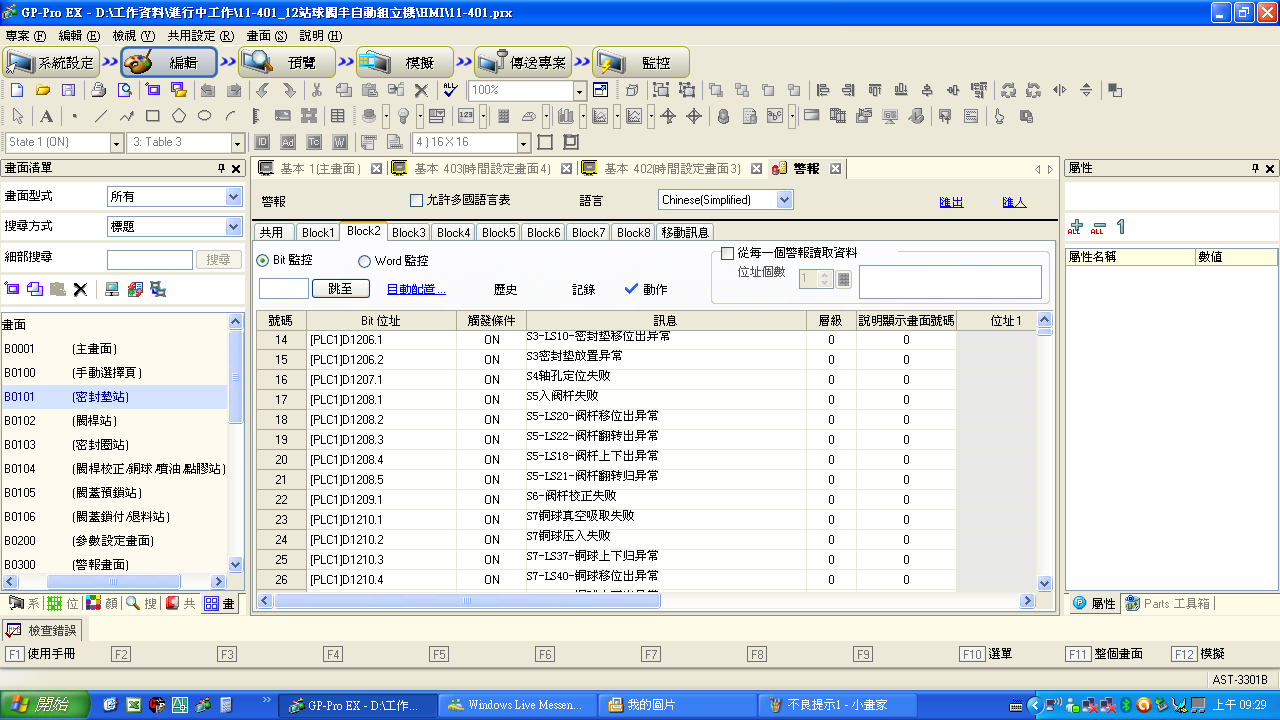 GP-Pro EX - D:\工作資料\進行中工作\11-401_12站球閥半自動組立機\HMI\11-401.prx
專案 (F) 編輯 (E) 檢視 (Y) 共用設定 (R) 畫面 (S) 說明 (H)
系統設定 編輯 預覽 模擬 傳送專案 監控
100%
State 1 (ON) 3: Table 3 ID Ad Tc W 4 ) 16 X 16
畫面清單
基本 1(主畫面) 基本 403(時間設定畫面4) 基本 402(時間設定畫面3) 警報
屬性
畫面型式 所有
搜尋方式 標題
細部搜尋 搜尋
警報 允許多國語言表 語言 Chinese(Simplified) 匯出 匯入
共用 Block1 Block2 Block3 Block4 Block5 Block6 Block7 Block8 移動訊息
Bit 監控 Word 監控
從每一個警報讀取資料
位址個數 1
跳至 自動配置... 歷史 記錄 動作
ALL ALL 1
屬性名稱 數值
畫面
B0001 (主畫面)
B0100 (手動選擇頁)
B0101 (密封墊站)
B0102 (閥桿站)
B0103 (密封圈站)
B0104 (閥桿校正/銅球/噴油/點膠站)
B0105 (閥蓋預鎖站)
B0106 (閥蓋鎖付/退料站)
B0200 (參數設定畫面)
B0300 (警報畫面)
號碼 Bit 位址 觸發條件 訊息 層級 說明顯示畫面號碼 位址 1
14 [PLC1]D1206.1 ON S3-LS10-密封垫移位出异常 0 0
15 [PLC1]D1206.2 ON S3密封垫放置异常 0 0
16 [PLC1]D1207.1 ON S4轴孔定位失败 0 0
17 [PLC1]D1208.1 ON S5入阀杆失败 0 0
18 [PLC1]D1208.2 ON S5-LS20-阀杆移位出异常 0 0
19 [PLC1]D1208.3 ON S5-LS22-阀杆翻转出异常 0 0
20 [PLC1]D1208.4 ON S5-LS18-阀杆上下出异常 0 0
21 [PLC1]D1208.5 ON S5-LS21-阀杆翻转归异常 0 0
22 [PLC1]D1209.1 ON S6-阀杆校正失败 0 0
23 [PLC1]D1210.1 ON S7铜球真空吸取失败 0 0
24 [PLC1]D1210.2 ON S7铜球压入失败 0 0
25 [PLC1]D1210.3 ON S7-LS37-铜球上下归异常 0 0
26 [PLC1]D1210.4 ON S7-LS40-铜球移位出异常 0 0
系 位 顏 搜 共 畫
屬性 Parts 工具箱
檢查錯誤
F1 使用手冊 F2 F3 F4 F5 F6 F7 F8 F9 F10 選單 F11 整個畫面 F12 模擬
AST-3301B
開始 GP-Pro EX - D:\工作... Windows Live Messen... 我的圖片 不良提示1 - 小畫家 上午 09:29